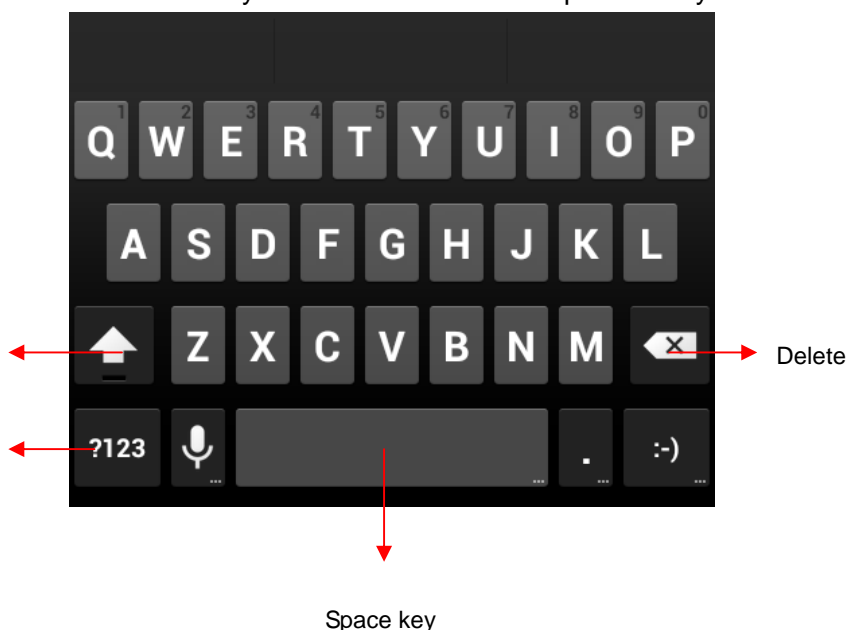 1 2 3 4 5 6 7 8 9 0
Q W E R T Y U I O P
A S D F G H J K L
Z X C V B N M
Delete
?123 . :-)
Space key